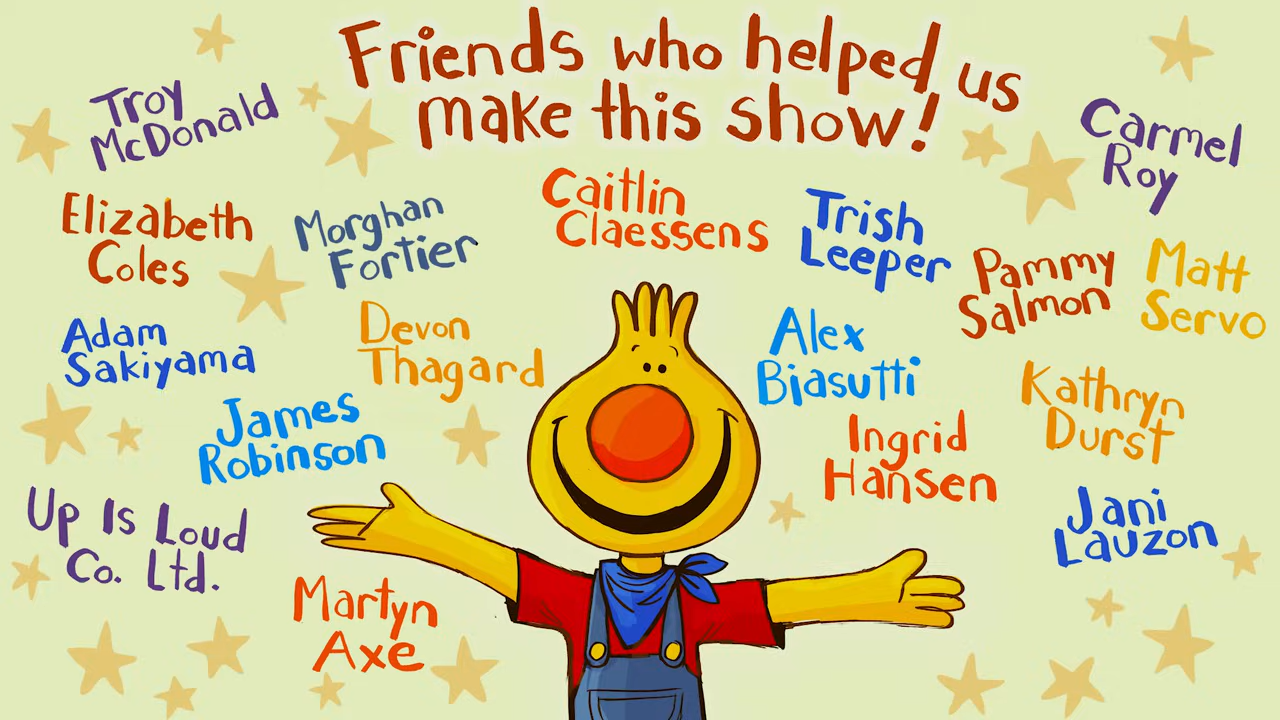 Friends who helped us
make this show!
Troy
McDonald
Carmel
Roy
Elizabeth
Coles
Morghan
Fortier
Caitlin
Claessens
Trish
Leeper
Pammy
Salmon
Matt
Servo
Adam
Sakiyama
Devon
Thagard
Alex
Biasutti
Kathryn
Durst
James
Robinson
Ingrid
Hansen
Up Is Loud
Co. Ltd.
Jani
Lauzon
Martyn
Axe